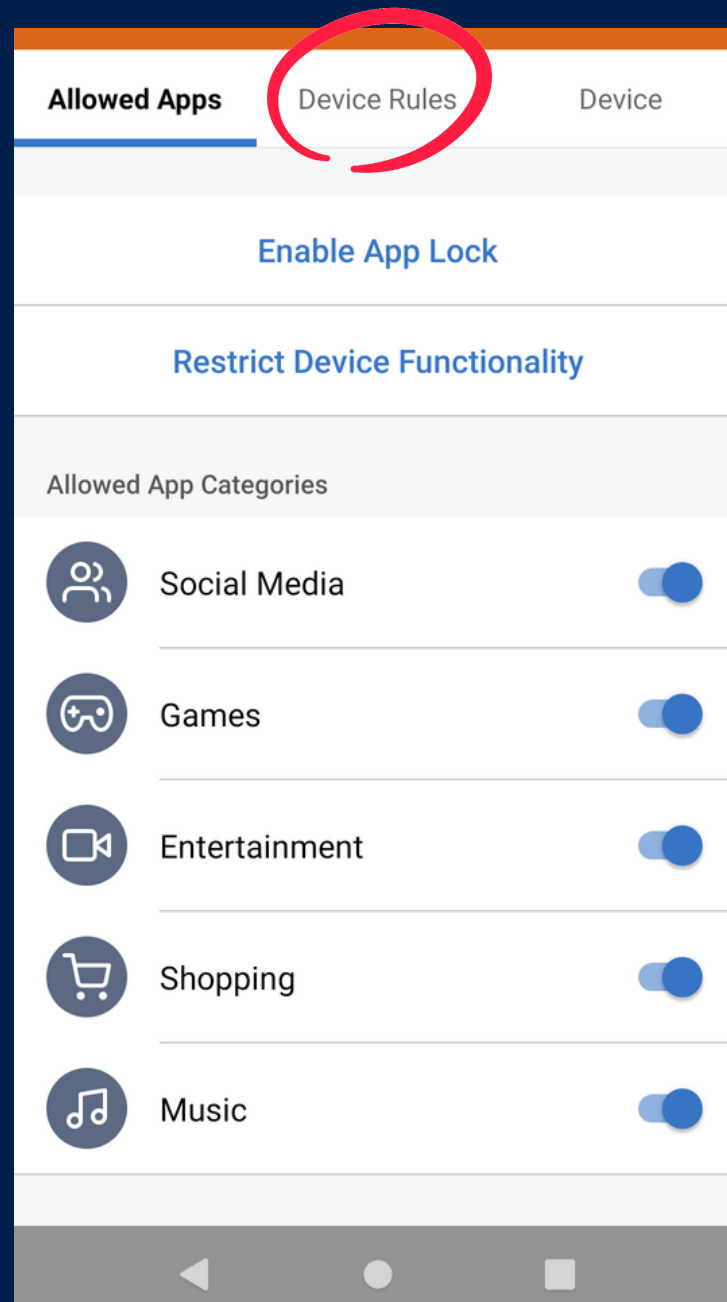 Allowed Apps Device Rules Device
Enable App Lock
Restrict Device Functionality
Allowed App Categories
Social Media
Games
Entertainment
Shopping
Music